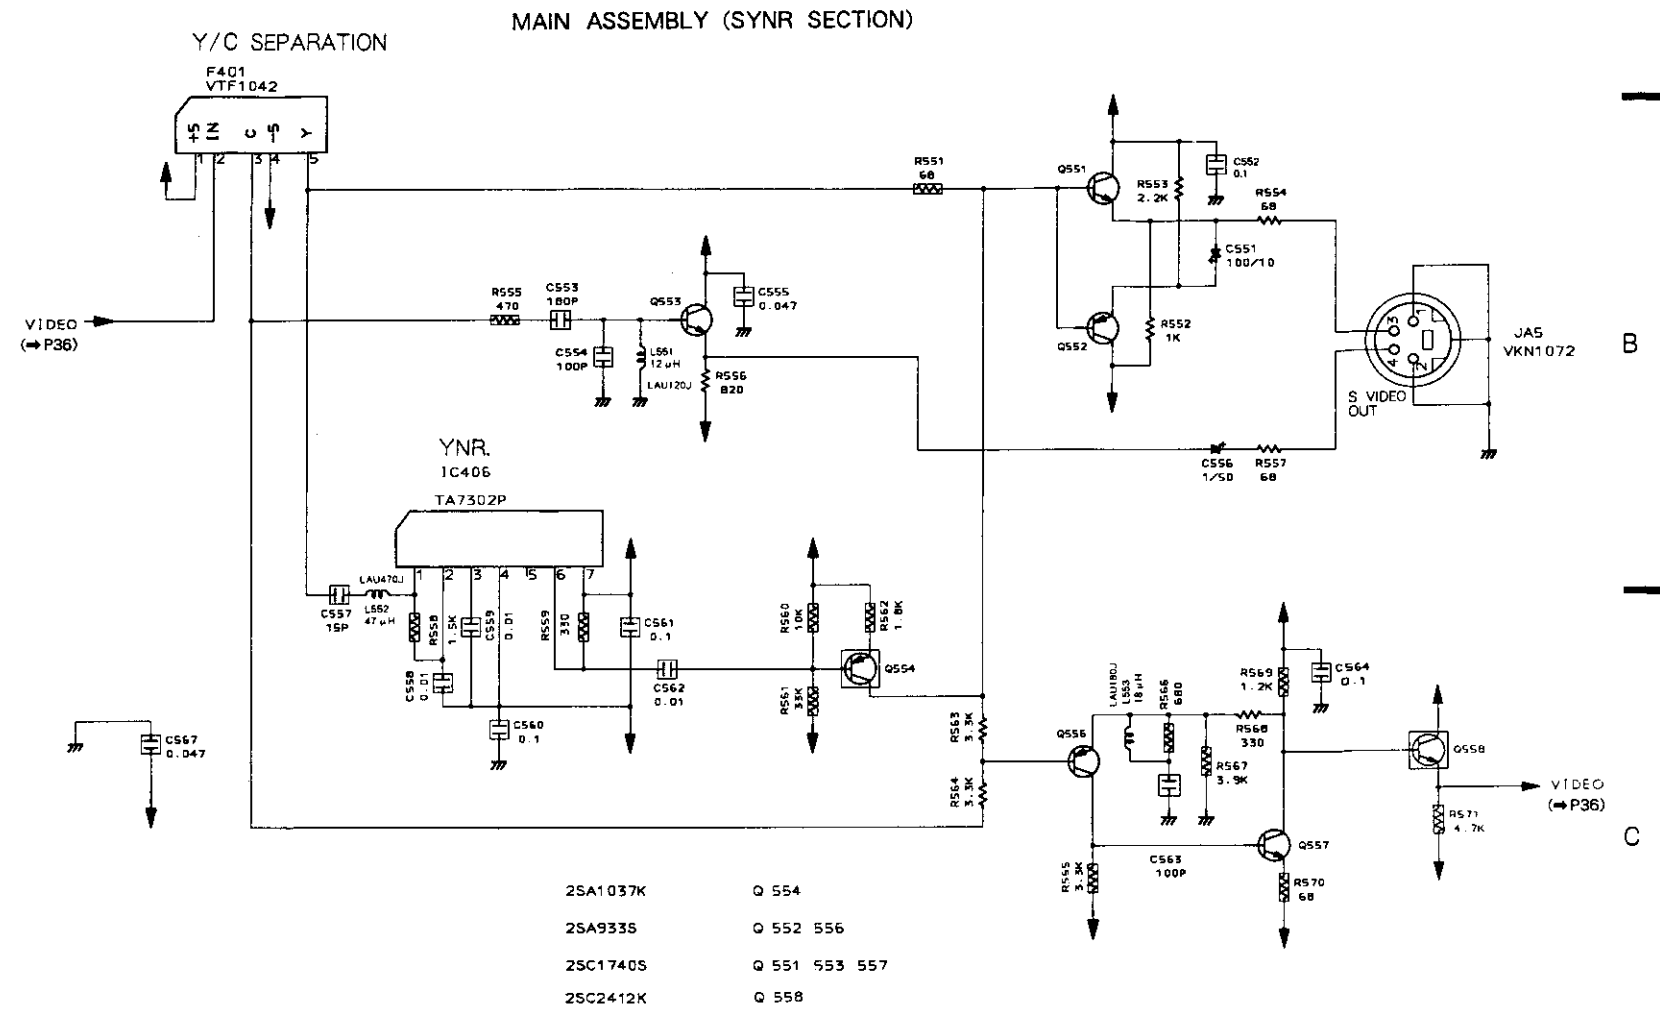 MAIN ASSEMBLY (SYNR SECTION)
Y/C SEPARATION
F401
VTF1042
+5
IN
C
-5
Y
1
2
3
4
5
VIDEO
(➡P36)
R551
68
Q551
R553
2.2K
C552
0.1
R554
68
C551
100/10
Q552
R552
1K
R555
470
C553
180P
Q553
C555
0.047
C554
100P
L551
12μH
LAU120J
R556
820
3
1
4
2
JA5
VKN1072
S VIDEO
OUT
C556
1/50
R557
68
B
YNR.
IC406
TA7302P
1
2
3
4
5
6
7
LAU470J
C557
15P
L552
47μH
R558
1.5K
C559
0.01
R559
330
C561
0.1
C558
0.01
C560
0.1
C562
0.01
R560
10K
R562
1.8K
Q554
R561
33K
C567
0.047
R563
3.3K
R564
3.3K
Q556
LAU180J
L553
18μH
R566
680
R567
3.9K
R568
330
R569
1.2K
C564
0.1
Q558
VIDEO
(➡P36)
R571
4.7K
R565
3.3K
C563
100P
Q557
R570
68
C
2SA1037K Q 554
2SA933S Q 552 556
2SC1740S Q 551 553 557
2SC2412K Q 558